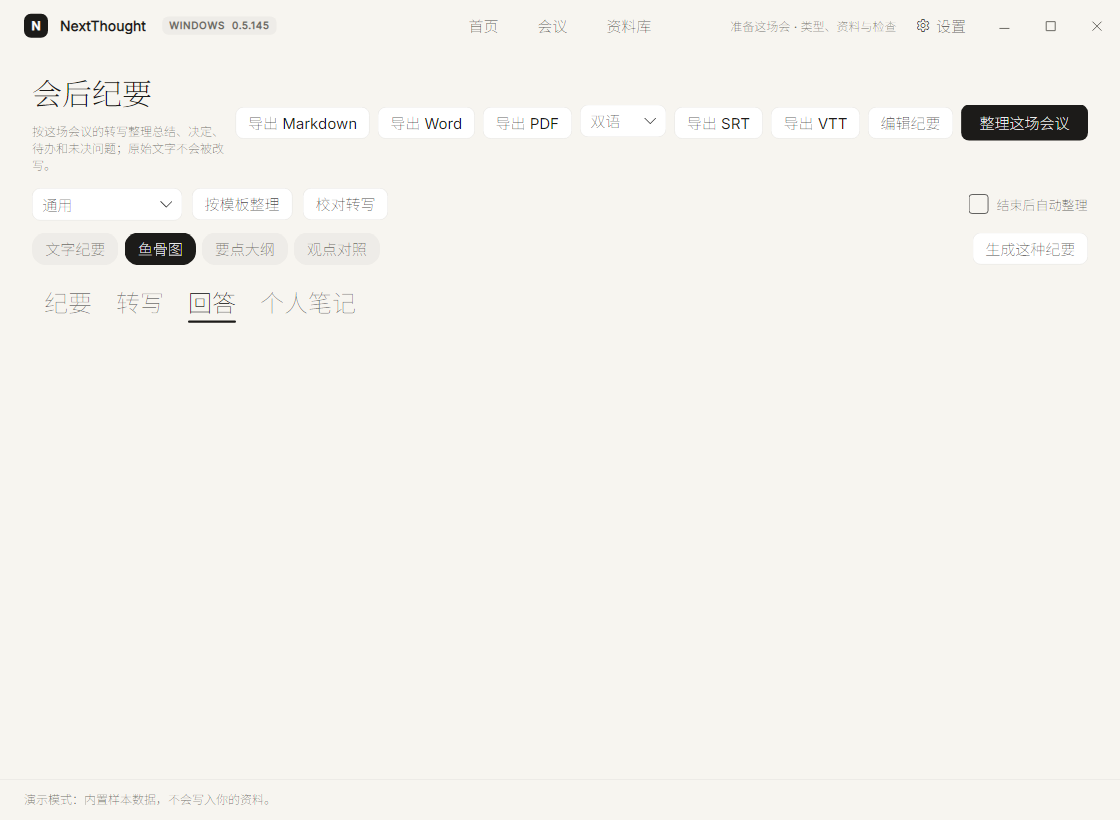 N NextThought WINDOWS 0.5.145 首页 会议 资料库 准备这场会 · 类型、资料与检查 设置
会后纪要
按这场会议的转写整理总结、决定、
待办和未决问题；原始文字不会被改
写。
导出 Markdown 导出 Word 导出 PDF 双语 导出 SRT 导出 VTT 编辑纪要 整理这场会议
通用 按模板整理 校对转写 结束后自动整理
文字纪要 鱼骨图 要点大纲 观点对照 生成这种纪要
纪要 转写 回答 个人笔记
演示模式：内置样本数据，不会写入你的资料。